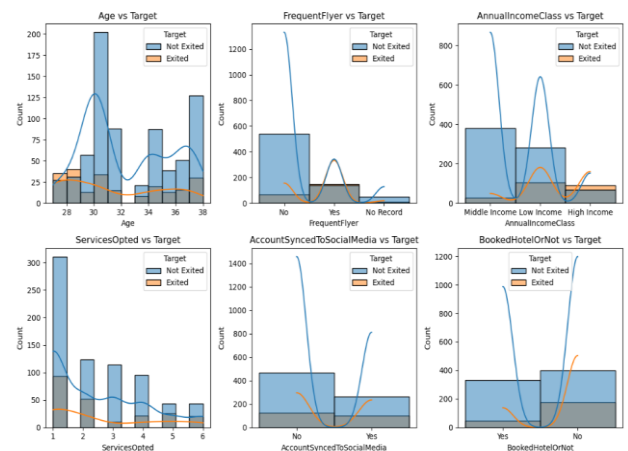 Age vs Target
FrequentFlyer vs Target
AnnualIncomeClass vs Target
200
175
150
125
100
75
50
25
0
Count
Target
Not Exited
Exited
28 30 32 34 36 38
Age
1200
1000
800
600
400
200
0
Count
Target
Not Exited
Exited
No Yes No Record
FrequentFlyer
800
600
400
200
0
Count
Target
Not Exited
Exited
Middle Income Low Income High Income
AnnualIncomeClass
ServicesOpted vs Target
AccountSyncedToSocialMedia vs Target
BookedHotelOrNot vs Target
300
250
200
150
100
50
0
Count
Target
Not Exited
Exited
1 2 3 4 5 6
ServicesOpted
1400
1200
1000
800
600
400
200
0
Count
Target
Not Exited
Exited
No Yes
AccountSyncedToSocialMedia
1200
1000
800
600
400
200
0
Count
Target
Not Exited
Exited
Yes No
BookedHotelOrNot